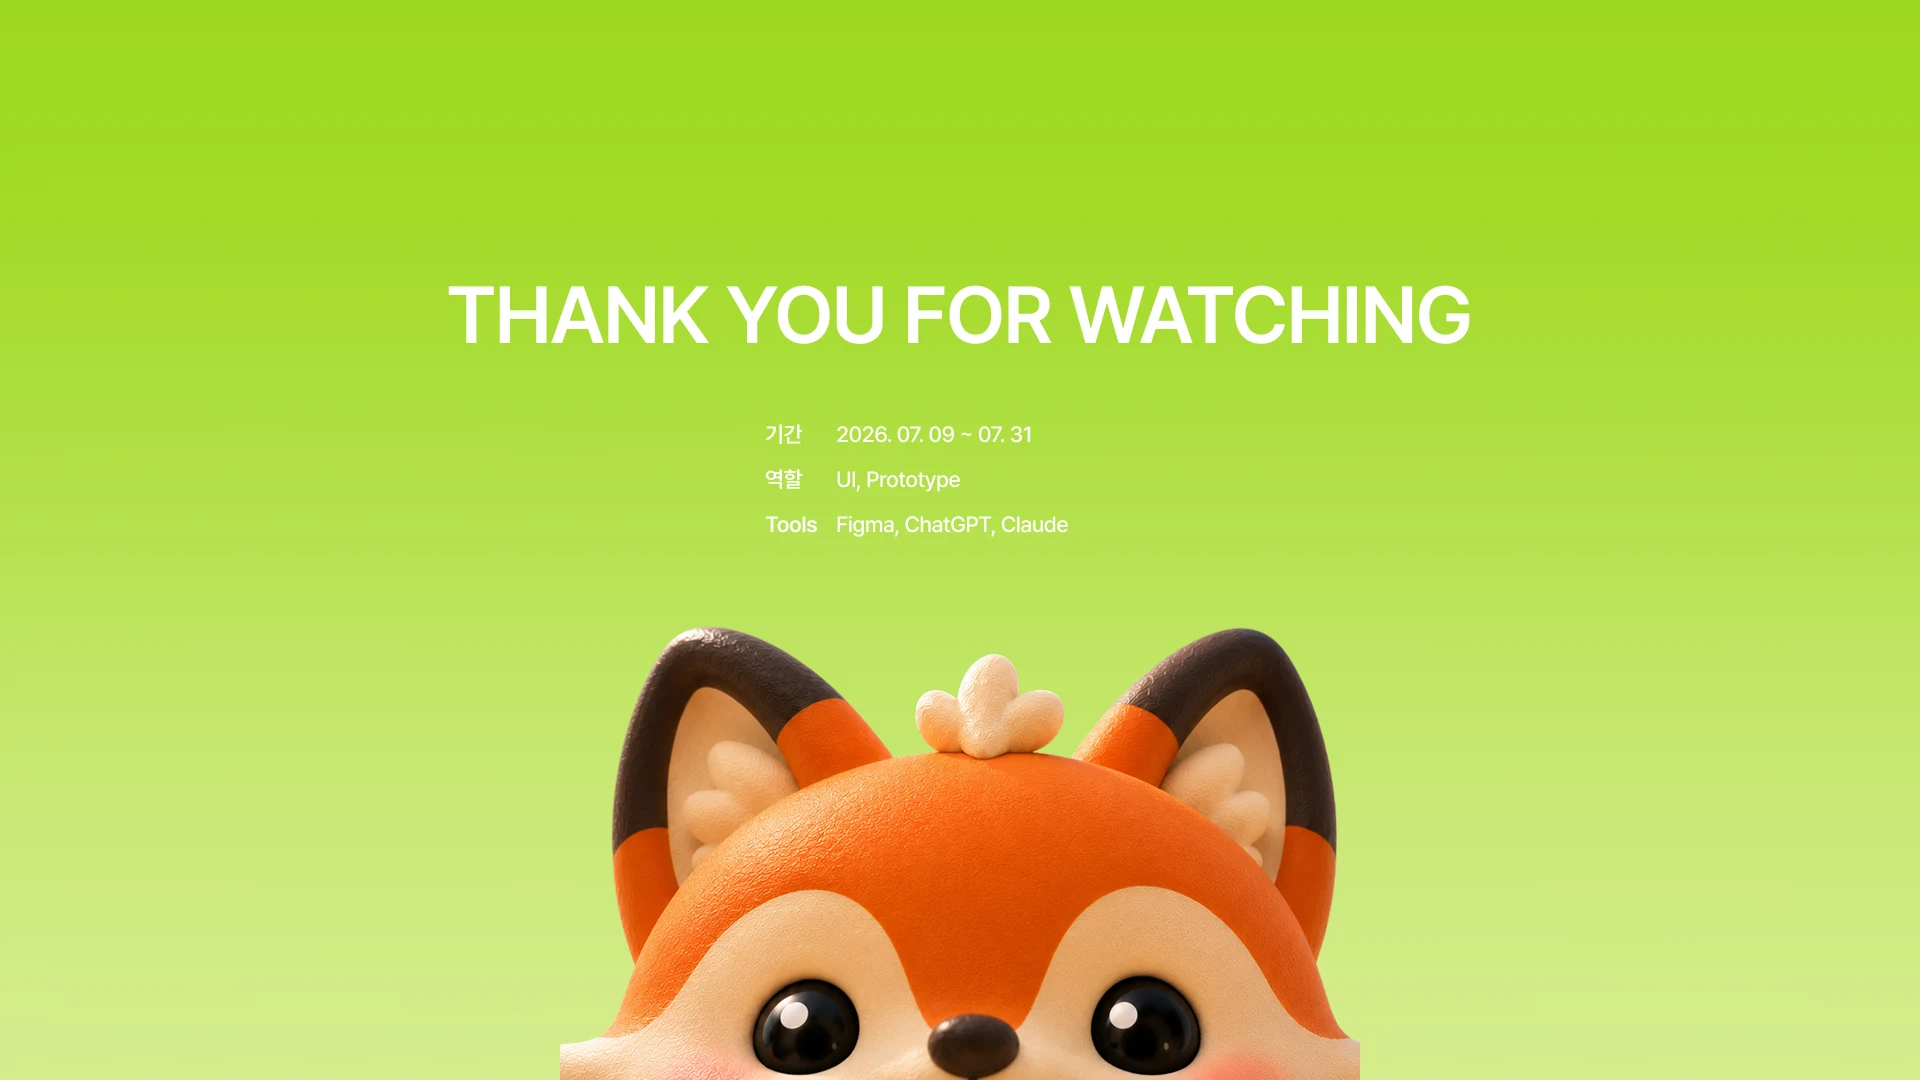 THANK YOU FOR WATCHING
기간 2026. 07. 09 ~ 07. 31
역할 UI, Prototype
Tools Figma, ChatGPT, Claude